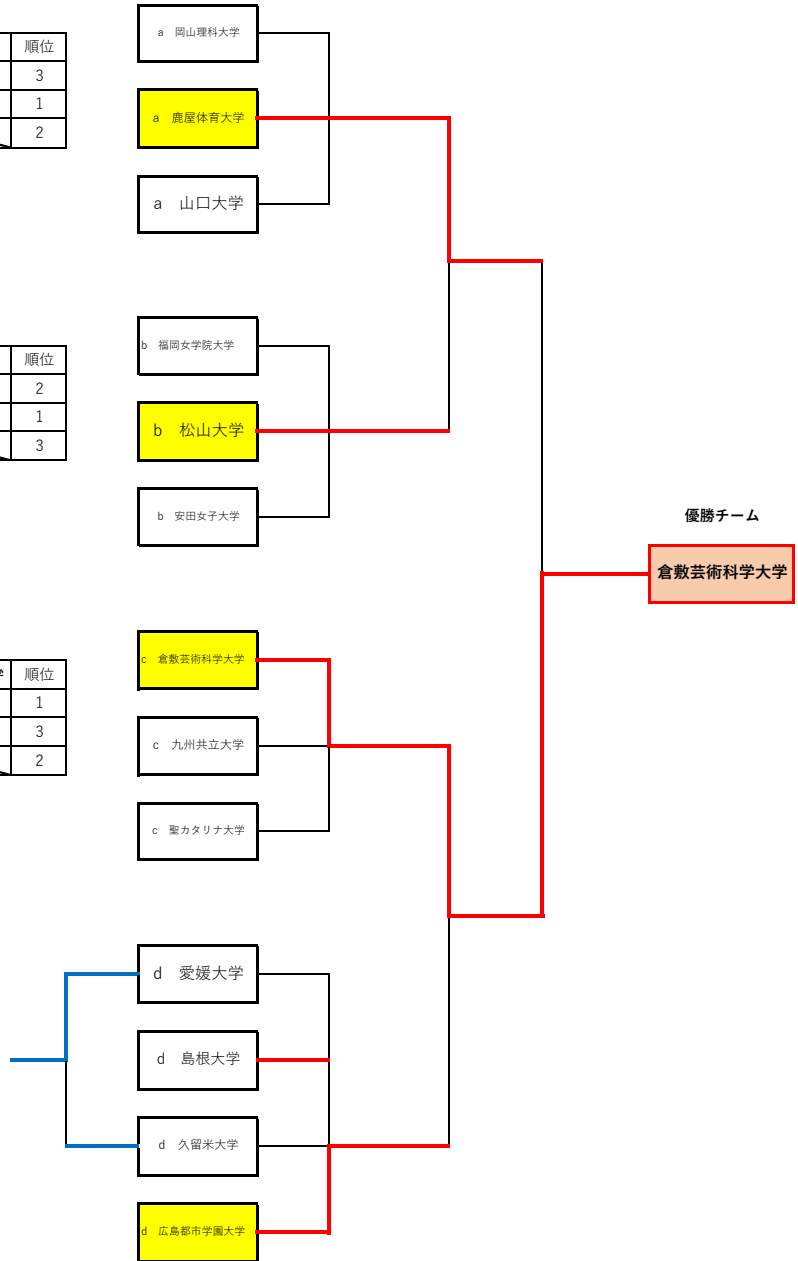 a　岡山理科大学
順位
3
a　鹿屋体育大学
1
2
a　山口大学
b　福岡女学院大学
順位
2
b　松山大学
1
3
b　安田女子大学
優勝チーム
倉敷芸術科学大学
c　倉敷芸術科学大学
順位
1
c　九州共立大学
3
2
c　聖カタリナ大学
d　愛媛大学
d　島根大学
d　久留米大学
d　広島都市学園大学